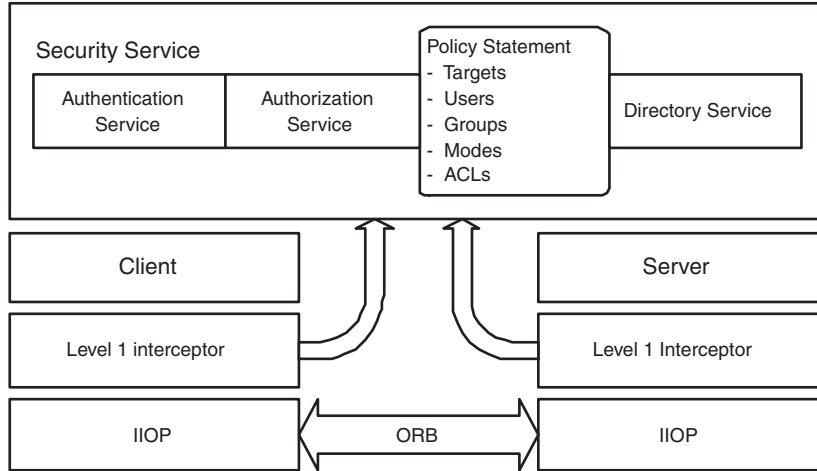 Security Service
Authentication
Service
Authorization
Service
Policy Statement
- Targets
- Users
- Groups
- Modes
- ACLs
Directory Service
Client
Server
Level 1 interceptor
Level 1 Interceptor
IIOP
ORB
IIOP